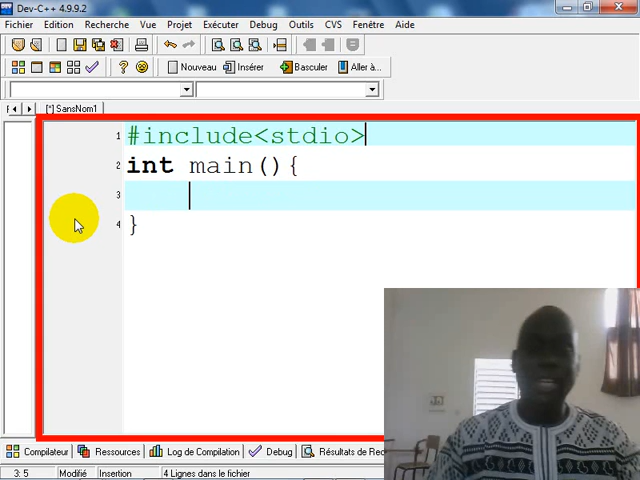 Dev-C++ 4.9.9.2
Fichier Edition Recherche Vue Projet Exécuter Debug Outils CVS Fenêtre Aide
Nouveau Insérer Basculer Aller à...
[*] SansNom1
1 #include<stdio>
2 int main(){
3
4 }
Compilateur Ressources Log de Compilation Debug Résultats de Rec
3: 5 Modifié Insertion 4 Lignes dans le fichier